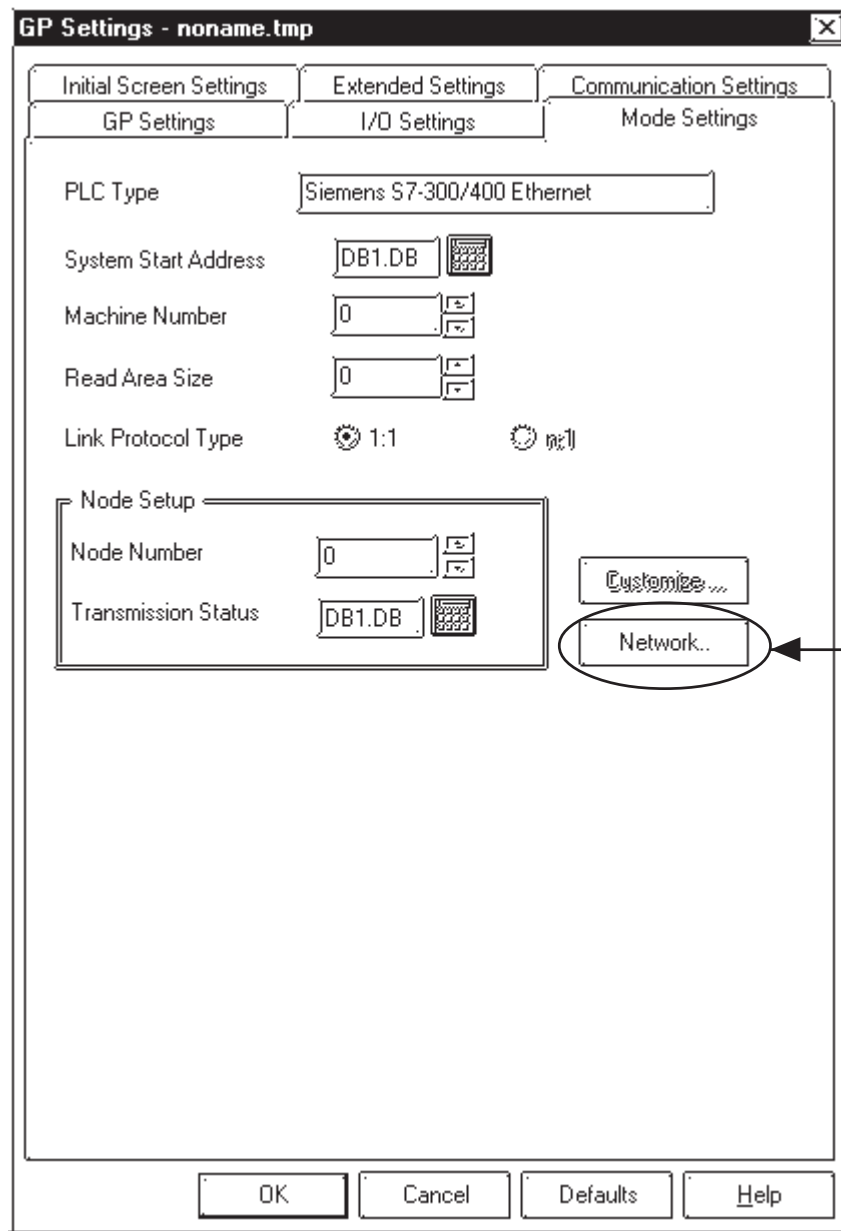 GP Settings - noname.tmp
Initial Screen Settings Extended Settings Communication Settings
GP Settings I/O Settings Mode Settings
PLC Type Siemens S7-300/400 Ethernet
System Start Address DB1.DB
Machine Number 0
Read Area Size 0
Link Protocol Type 1:1 n:1
Node Setup
Node Number 0
Customize ...
Transmission Status DB1.DB
Network..
OK Cancel Defaults Help